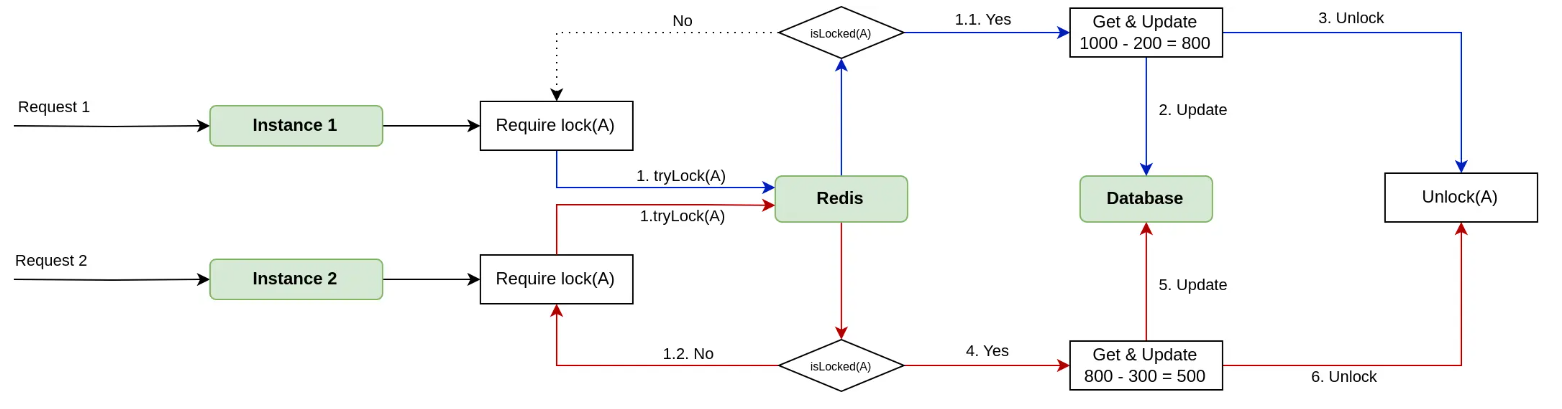 No
isLocked(A)
1.1. Yes
Get & Update
1000 - 200 = 800
3. Unlock
Request 1
Instance 1
Require lock(A)
2. Update
1. tryLock(A)
Redis
Database
Unlock(A)
1.tryLock(A)
Request 2
Instance 2
Require lock(A)
5. Update
1.2. No
isLocked(A)
4. Yes
Get & Update
800 - 300 = 500
6. Unlock